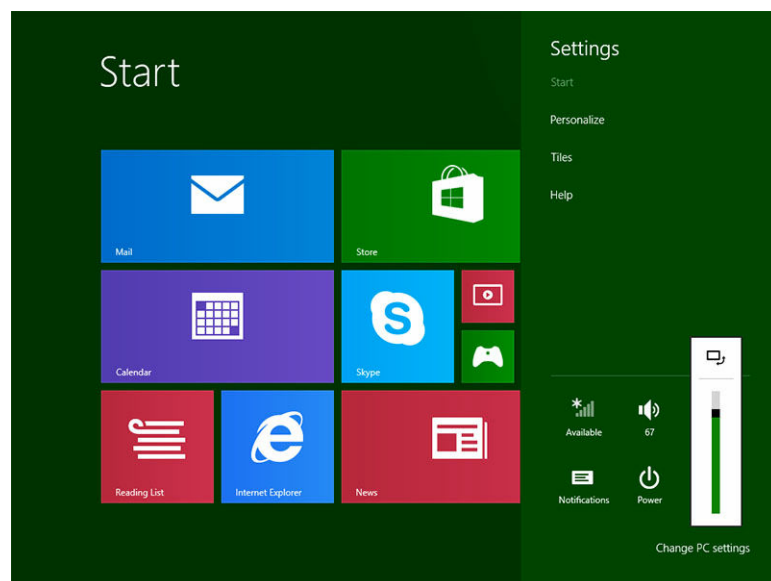 Start
Mail
Store
Calendar
Skype
Reading List
Internet Explorer
News
Settings
Start
Personalize
Tiles
Help
Available
67
Notifications
Power
Change PC settings